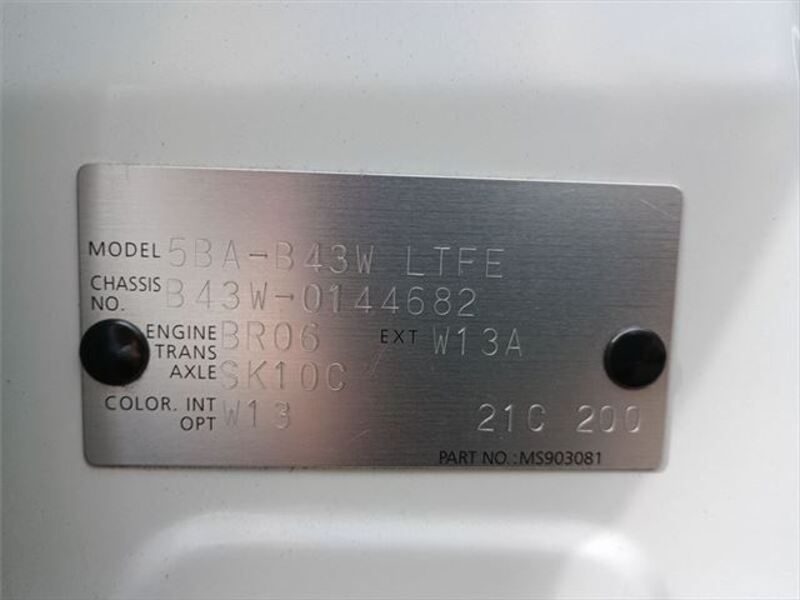 MODEL 5BA-B43W LTFE
CHASSIS NO. B43W-0144682
ENGINE BR06 EXT W13A
TRANS AXLE SK10C
COLOR. INT W13
OPT 21C 200
PART NO.:MS903081